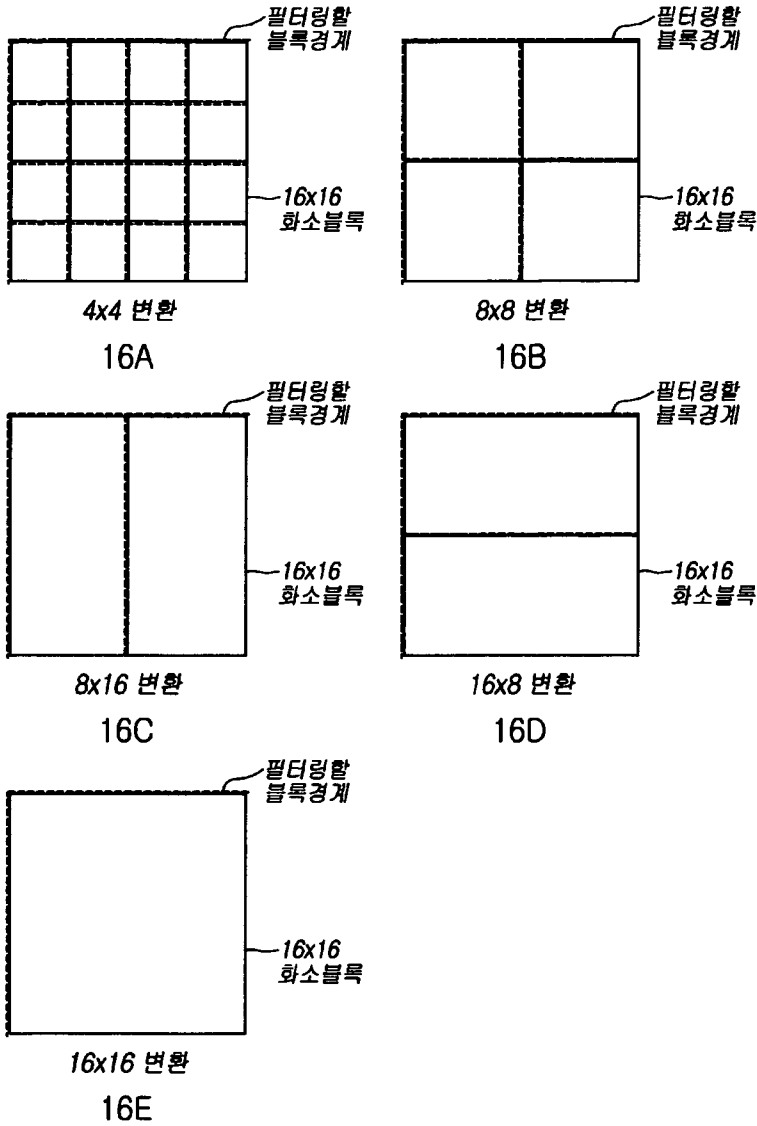 필터링할
블록경계
16x16
화소블록
4x4 변환
16A
필터링할
블록경계
16x16
화소블록
8x8 변환
16B
필터링할
블록경계
16x16
화소블록
8x16 변환
16C
필터링할
블록경계
16x16
화소블록
16x8 변환
16D
필터링할
블록경계
16x16
화소블록
16x16 변환
16E